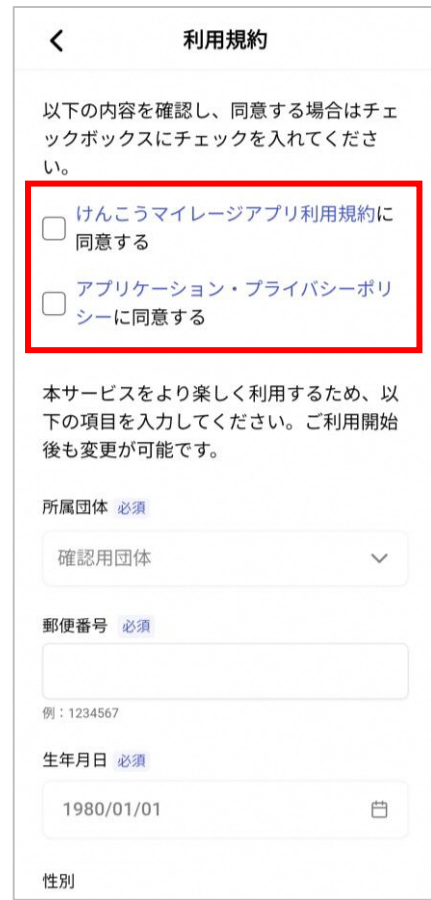 利用規約
以下の内容を確認し、同意する場合はチェ
ックボックスにチェックを入れてくださ
い。
けんこうマイレージアプリ利用規約に
同意する
アプリケーション・プライバシーポリ
シーに同意する
本サービスをより楽しく利用するため、以
下の項目を入力してください。ご利用開始
後も変更が可能です。
所属団体 必須
確認用団体
郵便番号 必須
例：1234567
生年月日 必須
1980/01/01
性別